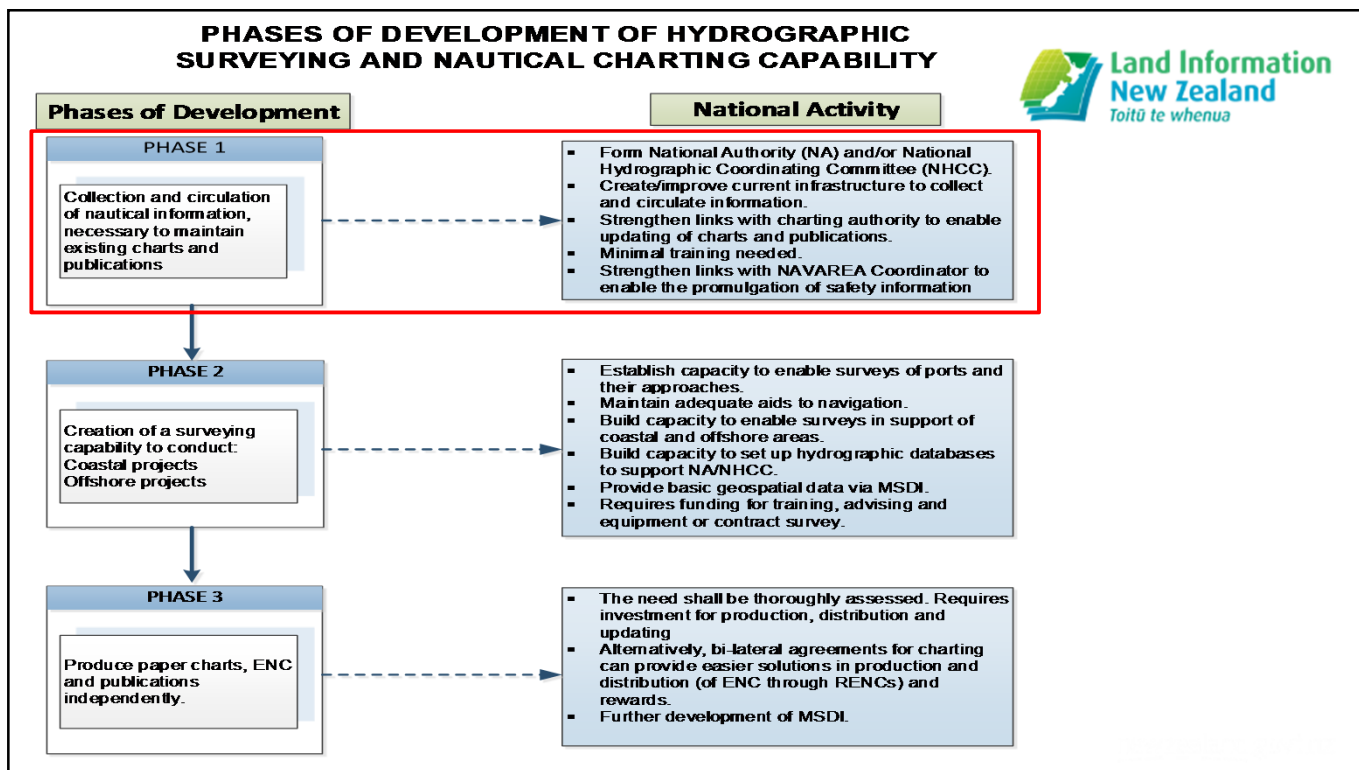 PHASES OF DEVELOPMENT OF HYDROGRAPHIC
SURVEYING AND NAUTICAL CHARTING CAPABILITY
Land Information
New Zealand
Toitū te whenua
Phases of Development
National Activity
PHASE 1
Collection and circulation
of nautical information,
necessary to maintain
existing charts and
publications
▪ Form National Authority (NA) and/or National
Hydrographic Coordinating Committee (NHCC).
▪ Create/improve current infrastructure to collect
and circulate information.
▪ Strengthen links with charting authority to enable
updating of charts and publications.
▪ Minimal training needed.
▪ Strengthen links with NAVAREA Coordinator to
enable the promulgation of safety information
PHASE 2
Creation of a surveying
capability to conduct:
Coastal projects
Offshore projects
▪ Establish capacity to enable surveys of ports and
their approaches.
▪ Maintain adequate aids to navigation.
▪ Build capacity to enable surveys in support of
coastal and offshore areas.
▪ Build capacity to set up hydrographic databases
to support NA/NHCC.
▪ Provide basic geospatial data via MSDI.
▪ Requires funding for training, advising and
equipment or contract survey.
PHASE 3
Produce paper charts, ENC
and publications
independently.
▪ The need shall be thoroughly assessed. Requires
investment for production, distribution and
updating
▪ Alternatively, bi-lateral agreements for charting
can provide easier solutions in production and
distribution (of ENC through RENCs) and
rewards.
▪ Further development of MSDI.